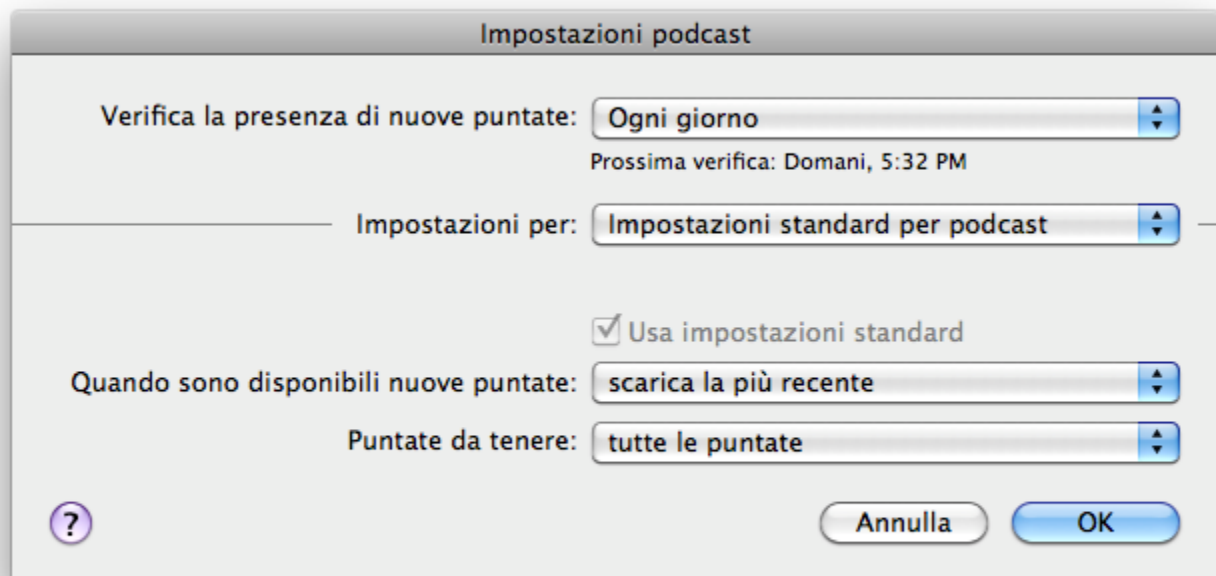 Impostazioni podcast
Verifica la presenza di nuove puntate: Ogni giorno
Prossima verifica: Domani, 5:32 PM
Impostazioni per: Impostazioni standard per podcast
Usa impostazioni standard
Quando sono disponibili nuove puntate: scarica la più recente
Puntate da tenere: tutte le puntate
? Annulla OK